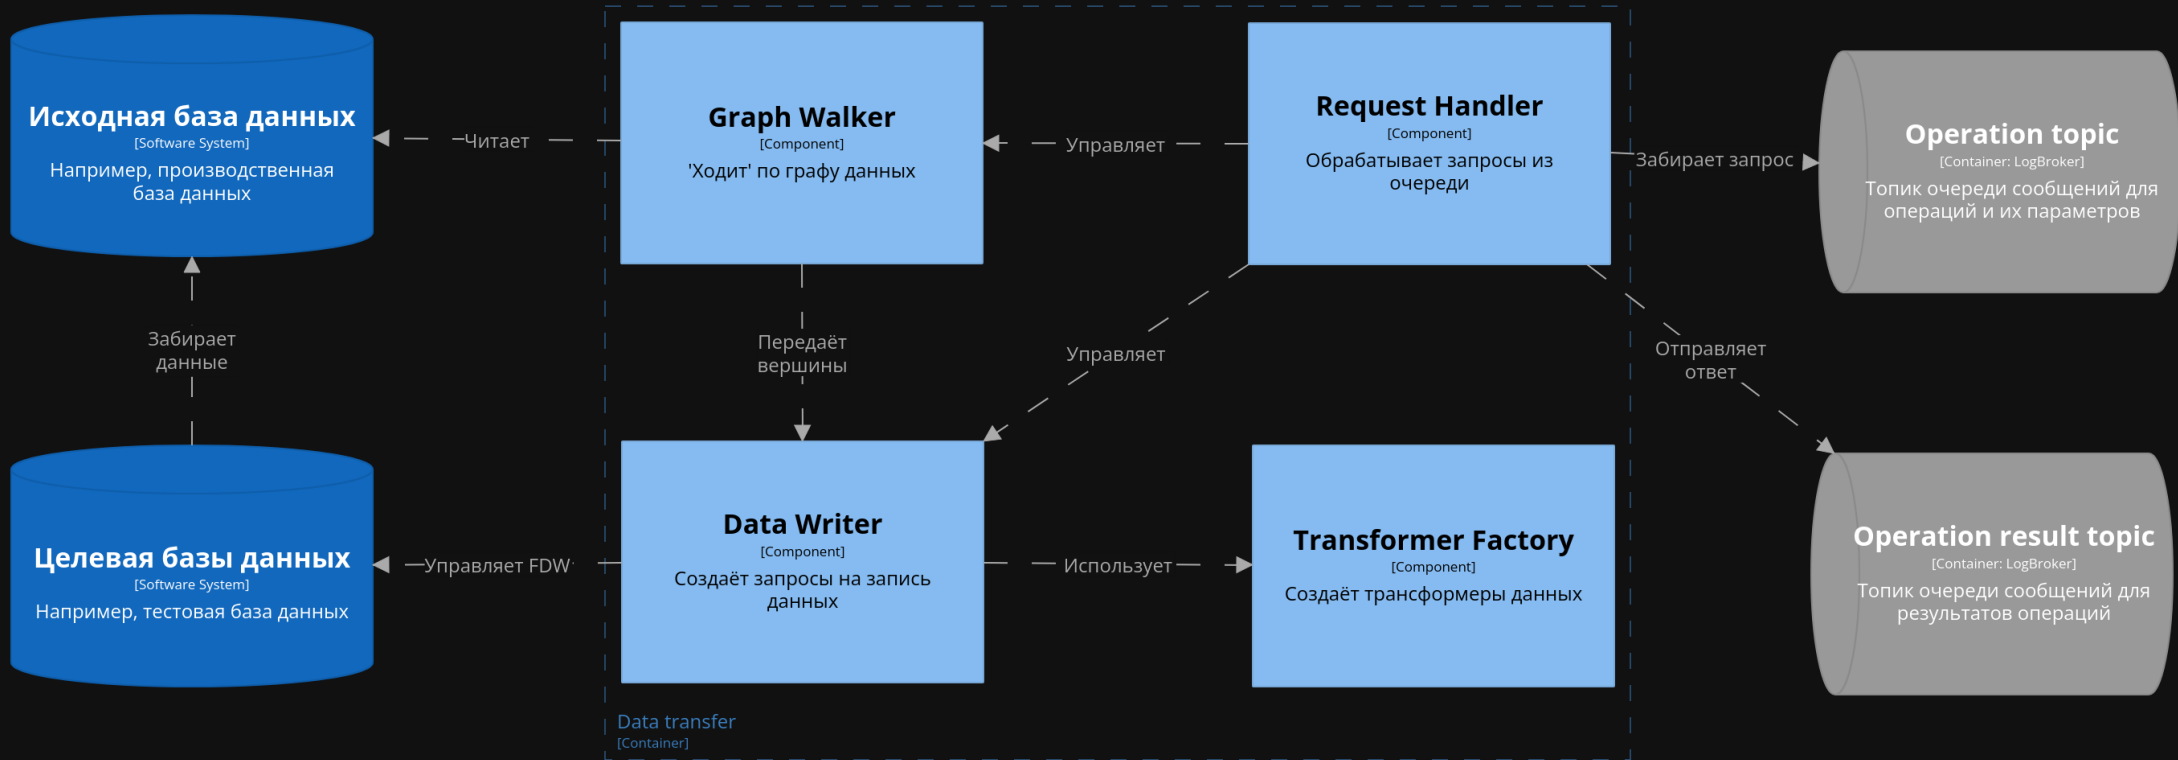 Исходная база данных
[Software System]
Например, производственная
база данных
Читает
Graph Walker
[Component]
'Ходит' по графу данных
Управляет
Request Handler
[Component]
Обрабатывает запросы из
очереди
Забирает запрос
Operation topic
[Container: LogBroker]
Топик очереди сообщений для
операций и их параметров
Забирает
данные
Передаёт
вершины
Управляет
Отправляет
ответ
Целевая базы данных
[Software System]
Например, тестовая база данных
Управляет FDW
Data Writer
[Component]
Создаёт запросы на запись
данных
Использует
Transformer Factory
[Component]
Создаёт трансформеры данных
Operation result topic
[Container: LogBroker]
Топик очереди сообщений для
результатов операций
Data transfer
[Container]